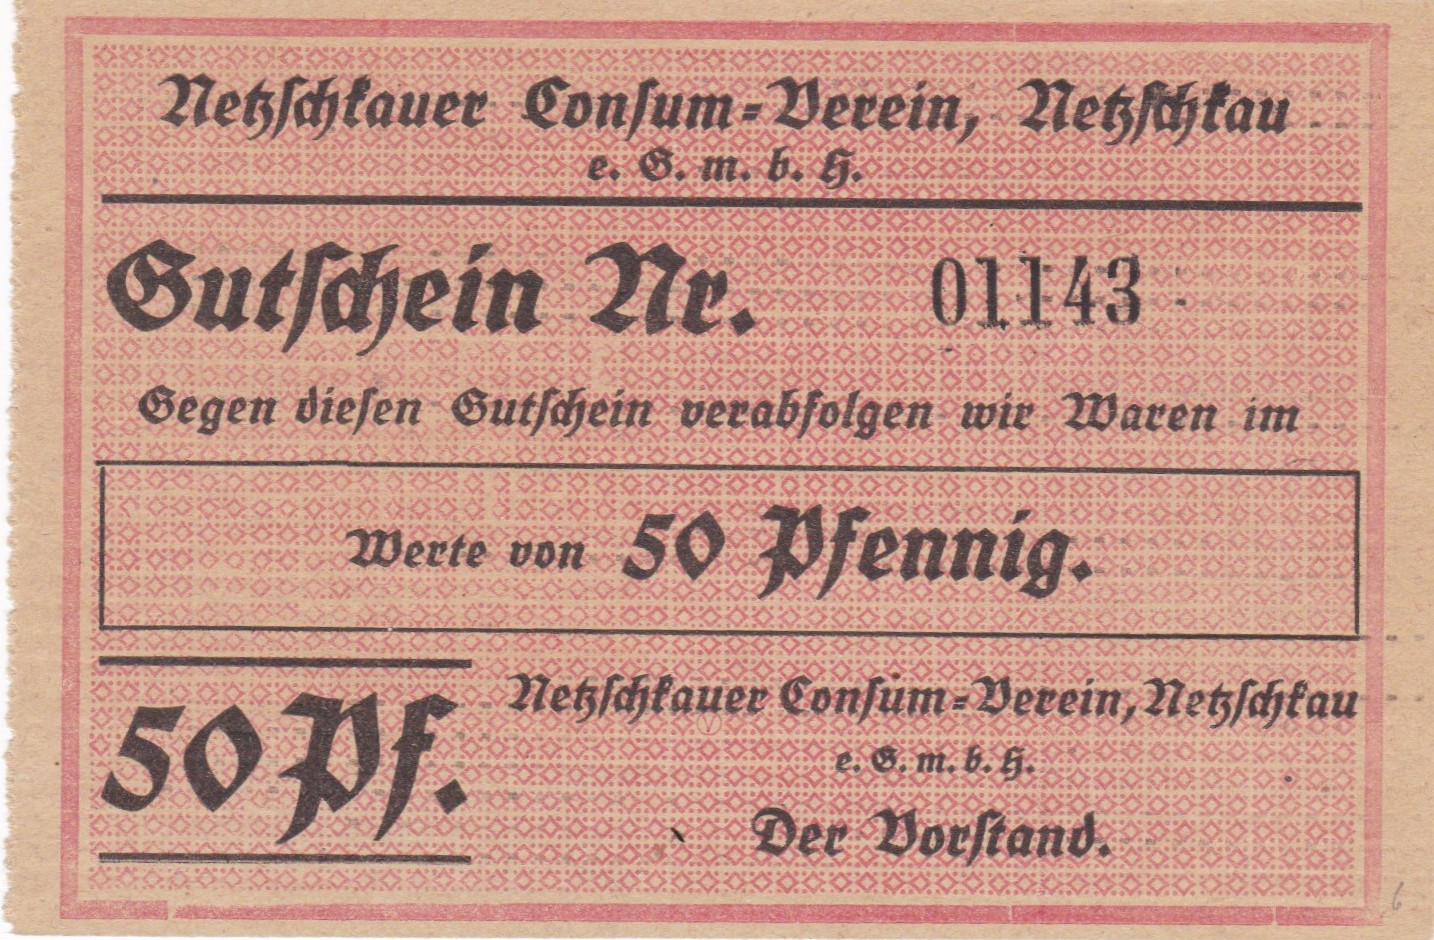 Netzschkauer Consum-Verein, Netzschkau
e. G. m. b. H.
Gutschein Nr. 01143
Gegen diesen Gutschein verabfolgen wir Waren im
Werte von 50 Pfennig.
50 Pf.
Netzschkauer Consum-Verein, Netzschkau
e. G. m. b. H.
Der Vorstand.
6